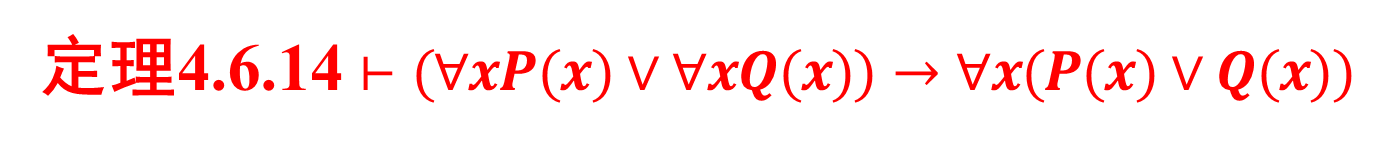 定理4.6.14 ⊢ (∀xP(x) ∨ ∀xQ(x)) → ∀x(P(x) ∨ Q(x))